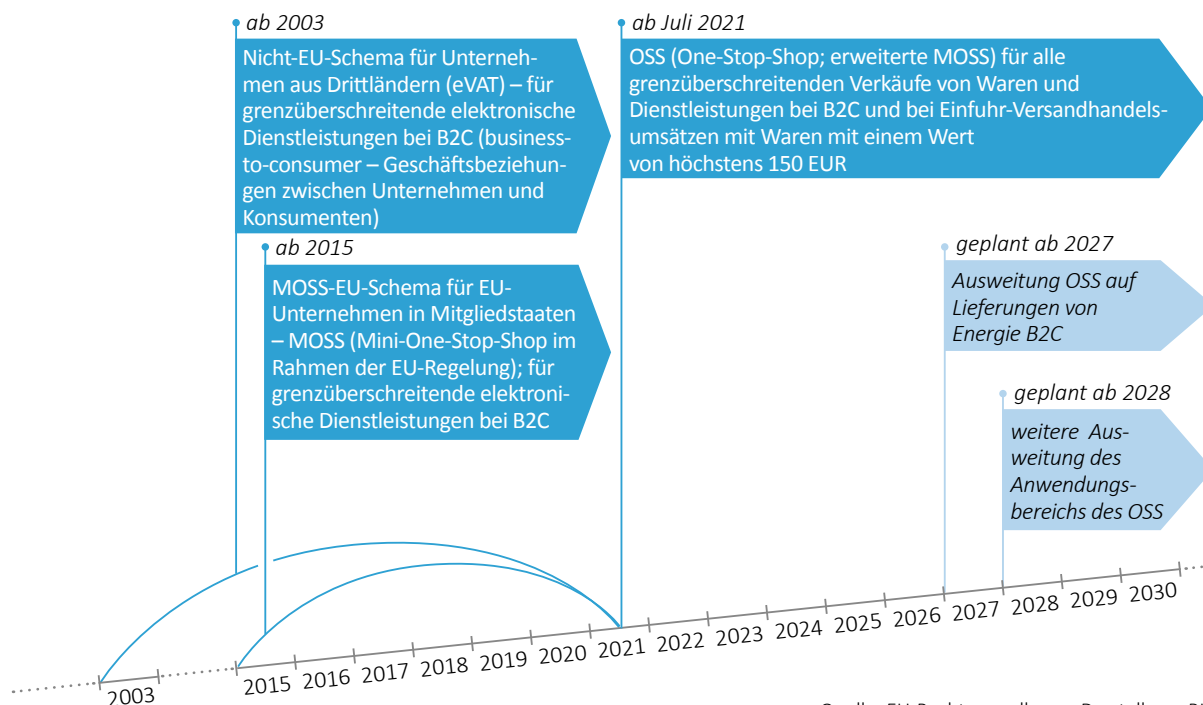 ab 2003
Nicht-EU-Schema für Unterneh-
men aus Drittländern (eVAT) – für
grenzüberschreitende elektronische
Dienstleistungen bei B2C (business-
to-consumer – Geschäftsbeziehun-
gen zwischen Unternehmen und
Konsumenten)
ab 2015
MOSS-EU-Schema für EU-
Unternehmen in Mitgliedstaaten
– MOSS (Mini-One-Stop-Shop im
Rahmen der EU-Regelung); für
grenzüberschreitende elektroni-
sche Dienstleistungen bei B2C
ab Juli 2021
OSS (One-Stop-Shop; erweiterte MOSS) für alle
grenzüberschreitenden Verkäufe von Waren und
Dienstleistungen bei B2C und bei Einfuhr-Versandhandels-
umsätzen mit Waren mit einem Wert
von höchstens 150 EUR
geplant ab 2027
Ausweitung OSS auf
Lieferungen von
Energie B2C
geplant ab 2028
weitere Aus-
weitung des
Anwendungs-
bereichs des OSS
2003 2015 2016 2017 2018 2019 2020 2021 2022 2023 2024 2025 2026 2027 2028 2029 2030